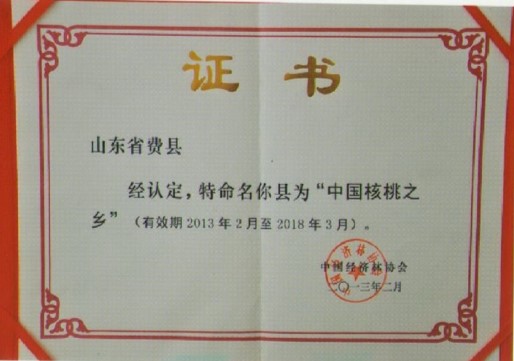 证书
山东省费县
经认定，特命名你县为“中国核桃之
乡”（有效期2013年2月至2018年3月）。
中国经济林协会
二〇一三年二月